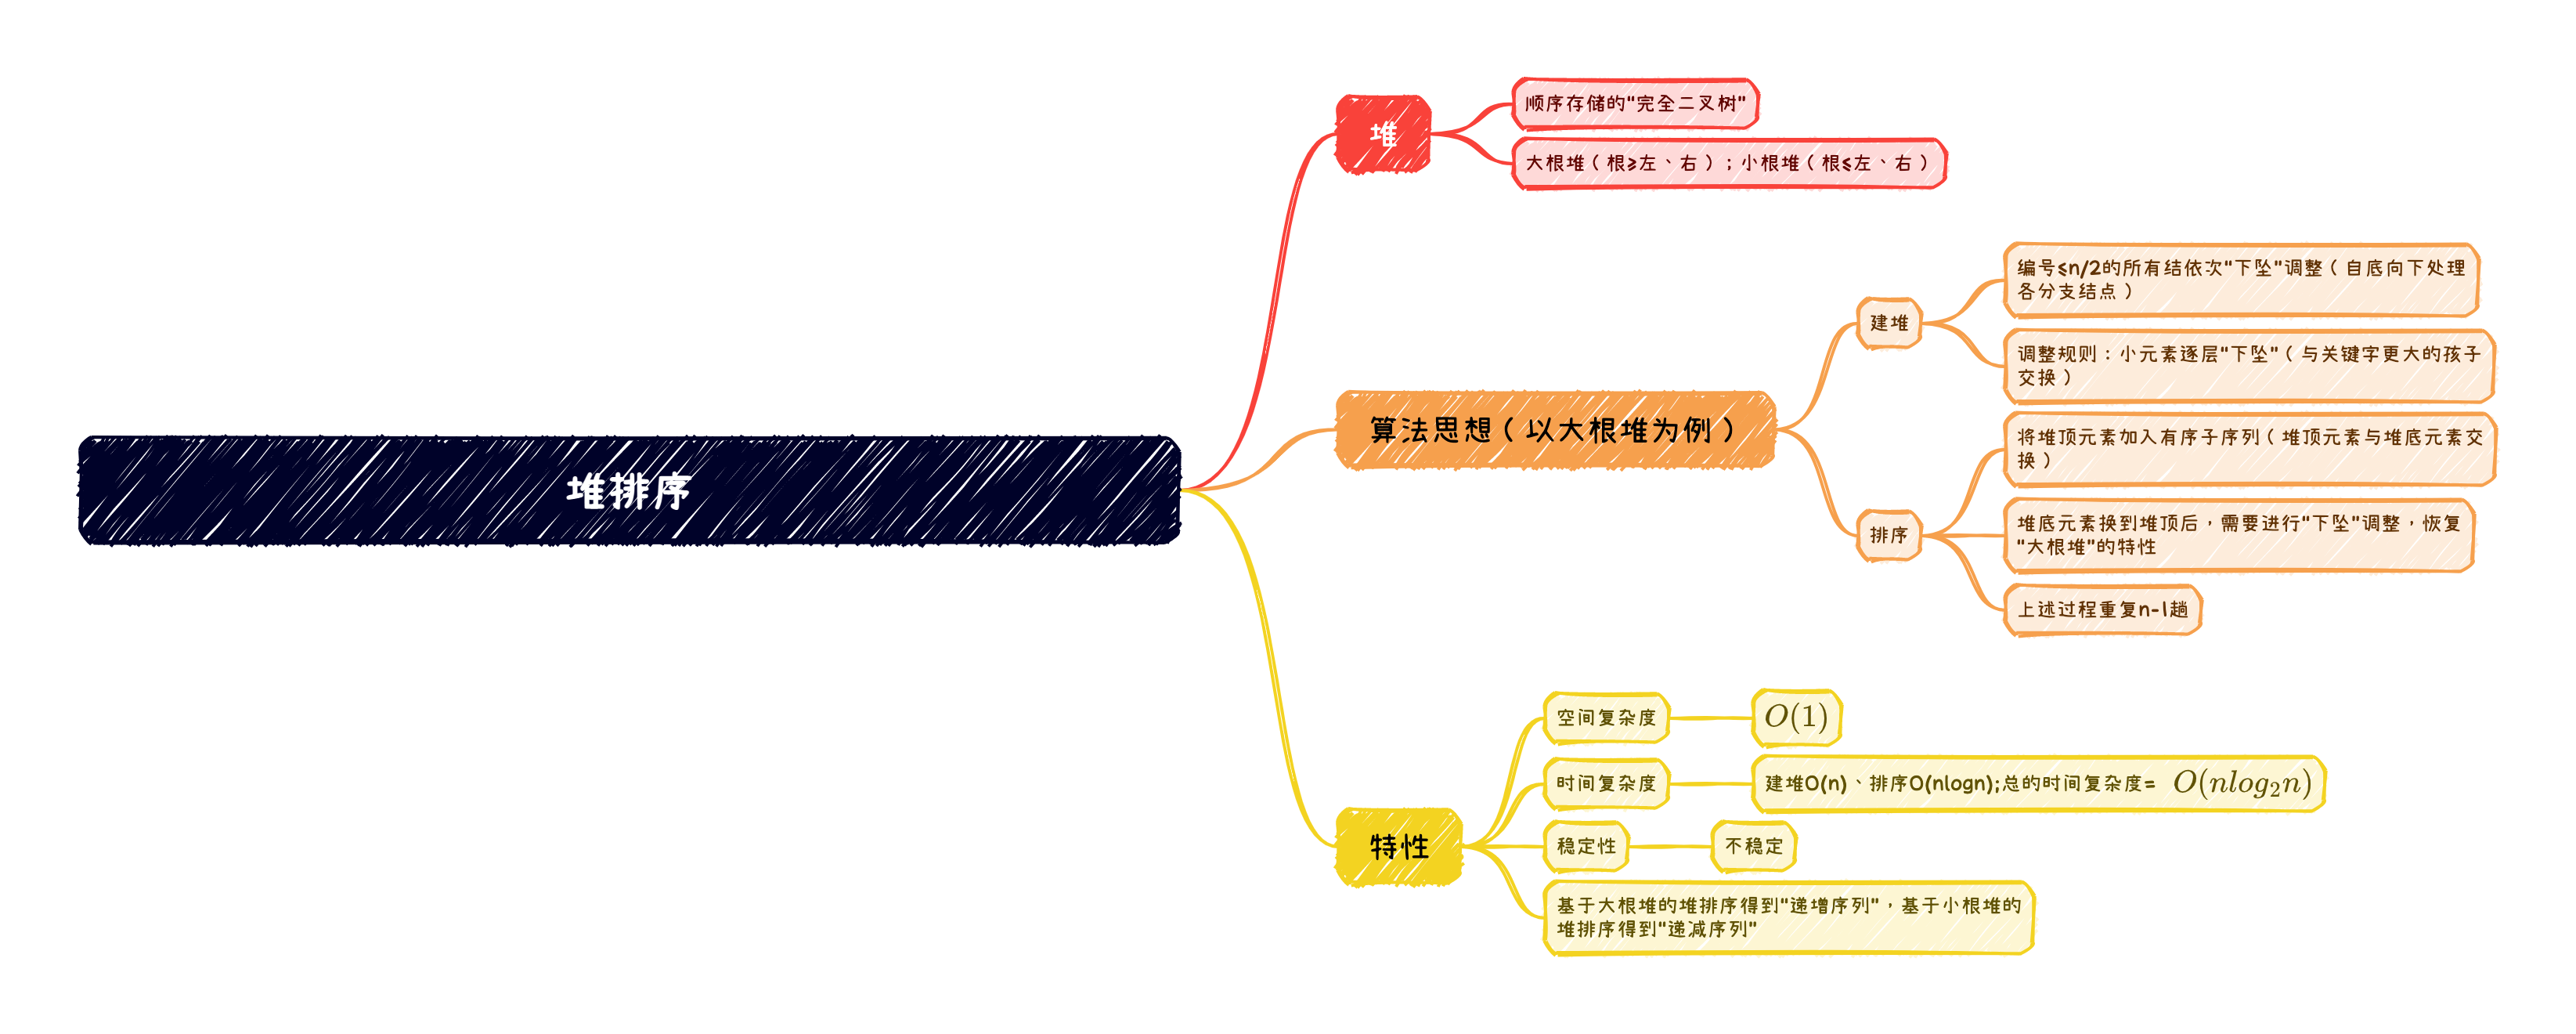 堆排序
堆
顺序存储的"完全二叉树"
大根堆（根≥左、右）；小根堆（根≤左、右）
算法思想（以大根堆为例）
建堆
编号≤n/2的所有结依次"下坠"调整（自底向下处理
各分支结点）
调整规则：小元素逐层"下坠"（与关键字更大的孩子
交换）
排序
将堆顶元素加入有序子序列（堆顶元素与堆底元素交
换）
堆底元素换到堆顶后，需要进行"下坠"调整，恢复
"大根堆"的特性
上述过程重复n-1趟
特性
空间复杂度
O(1)
时间复杂度
建堆O(n)、排序O(nlogn);总的时间复杂度= O(nlog₂n)
稳定性
不稳定
基于大根堆的堆排序得到"递增序列"，基于小根堆的
堆排序得到"递减序列"